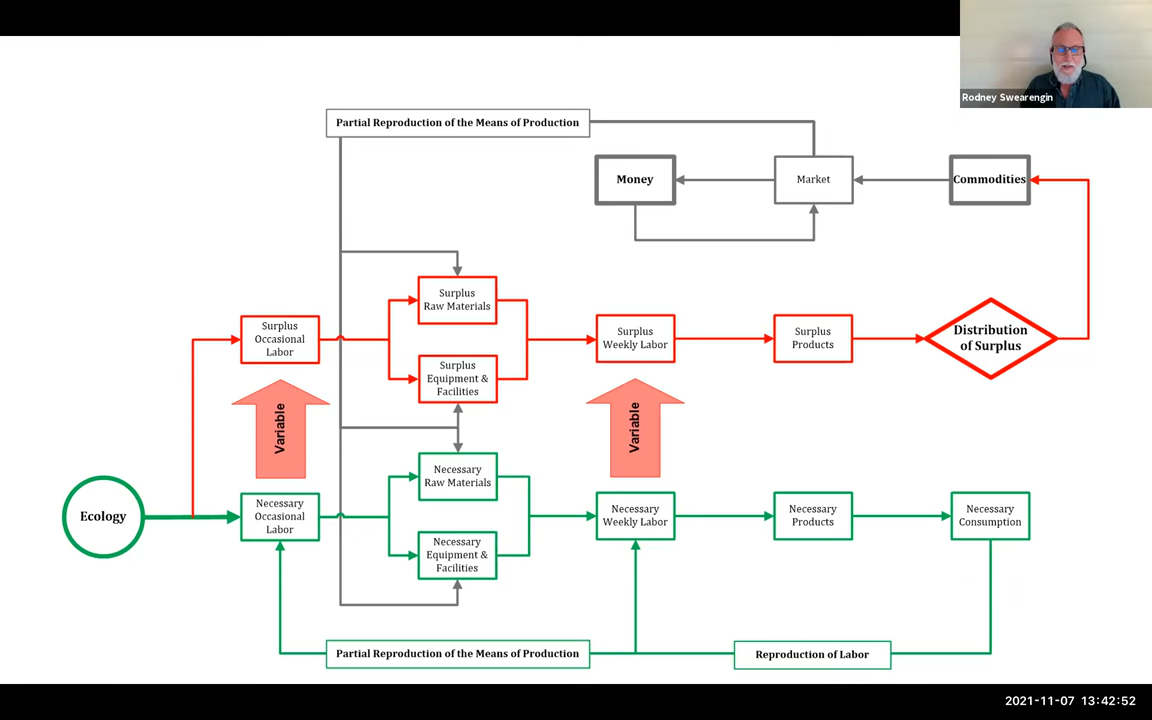 Rodney Swearengin
Partial Reproduction of the Means of Production
Money
Market
Commodities
Surplus
Raw Materials
Surplus
Occasional
Labor
Surplus
Equipment &
Facilities
Surplus
Weekly Labor
Surplus
Products
Distribution
of Surplus
Variable
Variable
Ecology
Necessary
Occasional
Labor
Necessary
Raw Materials
Necessary
Equipment &
Facilities
Necessary
Weekly Labor
Necessary
Products
Necessary
Consumption
Partial Reproduction of the Means of Production
Reproduction of Labor
2021-11-07 13:42:52